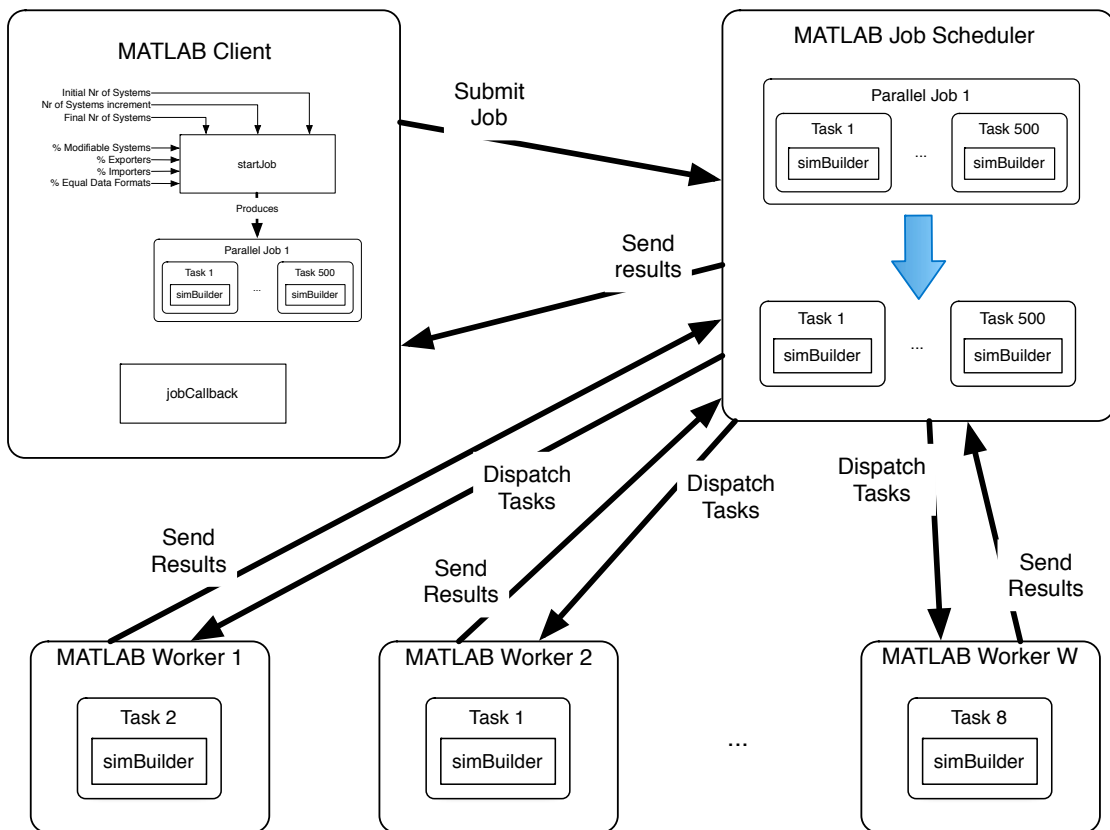 MATLAB Client
Initial Nr of Systems
Nr of Systems increment
Final Nr of Systems
% Modifiable Systems
% Exporters
% Importers
% Equal Data Formats
startJob
Produces
Parallel Job 1
Task 1
simBuilder
...
Task 500
simBuilder
jobCallback
Submit
Job
Send
results
MATLAB Job Scheduler
Parallel Job 1
Task 1
simBuilder
...
Task 500
simBuilder
Task 1
simBuilder
...
Task 500
simBuilder
Send
Results
Dispatch
Tasks
Send
Results
Dispatch
Tasks
Dispatch
Tasks
Send
Results
MATLAB Worker 1
Task 2
simBuilder
MATLAB Worker 2
Task 1
simBuilder
...
MATLAB Worker W
Task 8
simBuilder